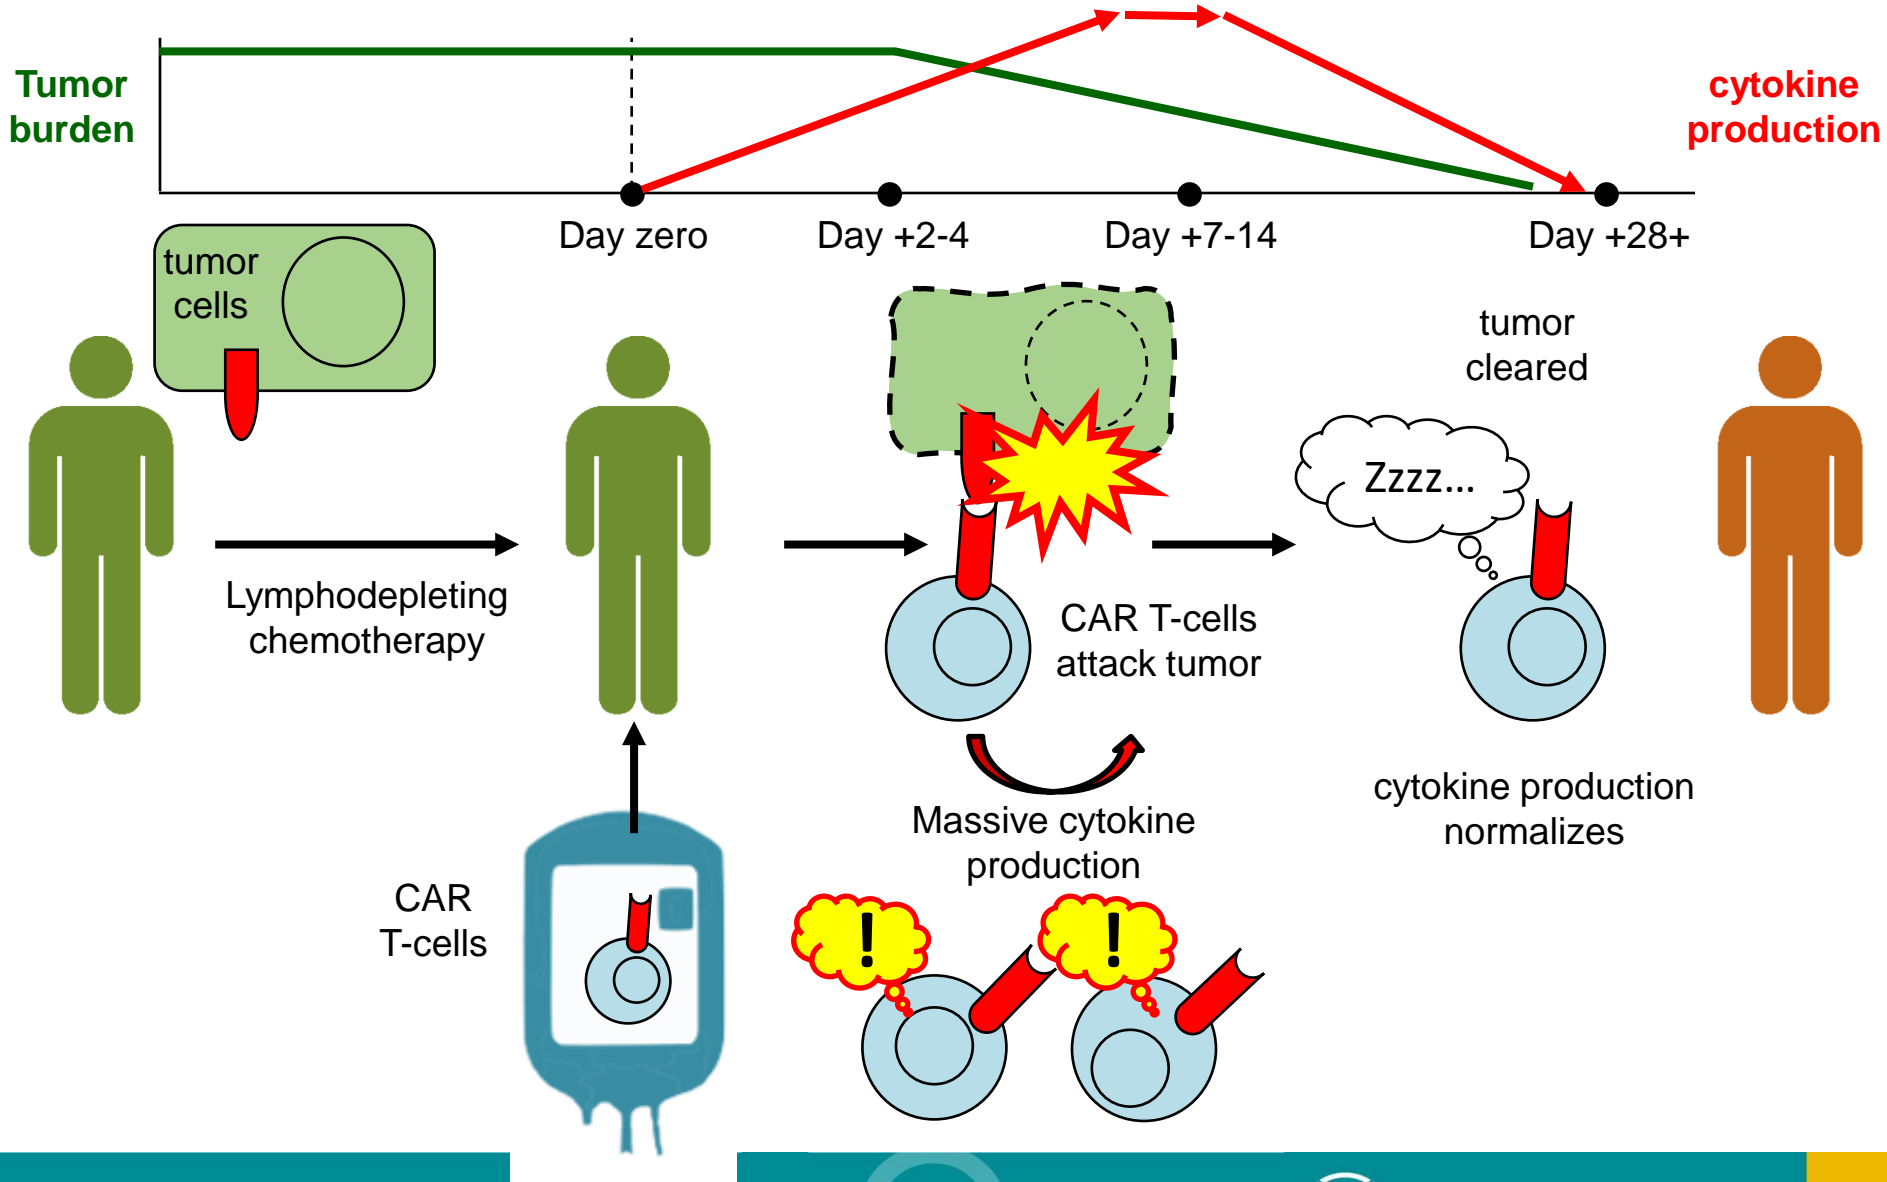 Tumor
burden
cytokine
production
Day zero
Day +2-4
Day +7-14
Day +28+
tumor
cells
tumor
cleared
Zzzz...
Lymphodepleting
chemotherapy
CAR T-cells
attack tumor
Massive cytokine
production
cytokine production
normalizes
CAR
T-cells
!
!